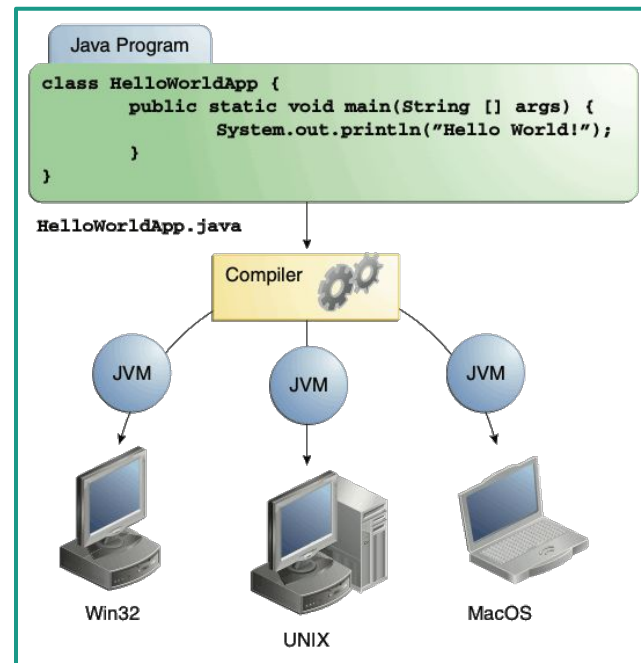 Java Program
class HelloWorldApp {
        public static void main(String [] args) {
                System.out.println(”Hello World!”);
        }
}
HelloWorldApp.java
Compiler
JVM
JVM
JVM
Win32
UNIX
MacOS